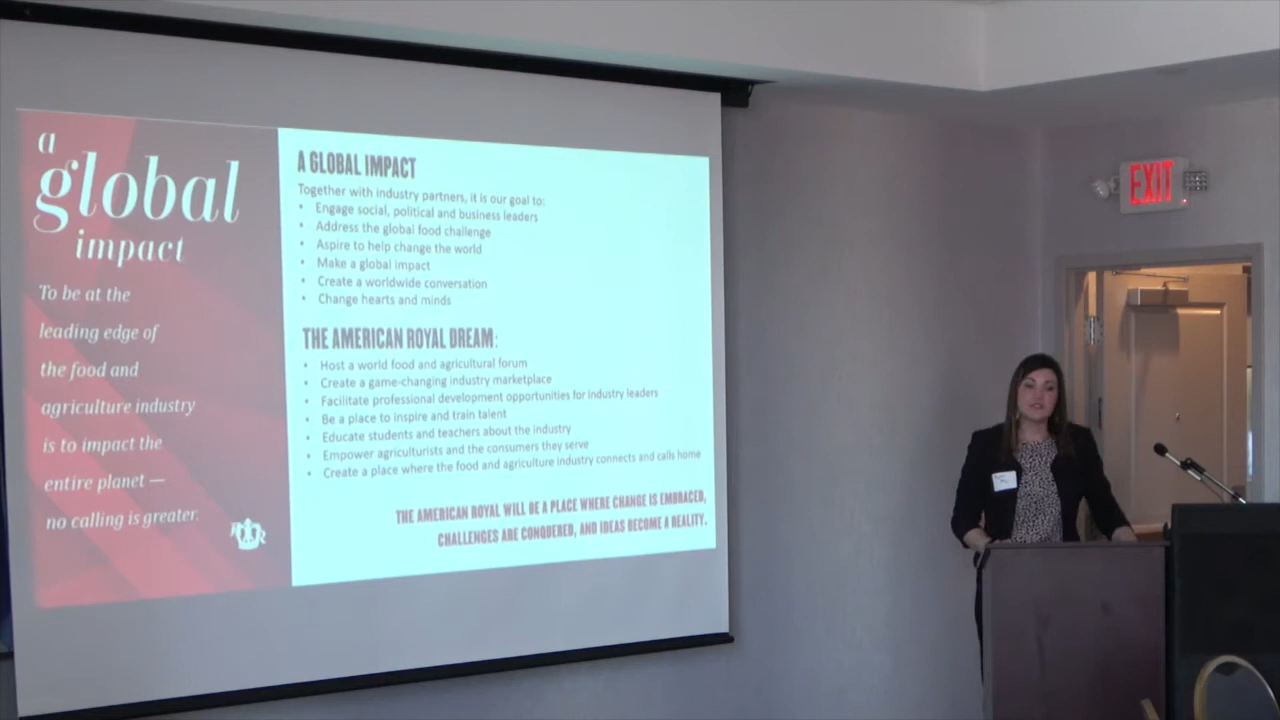 a
global
impact
To be at the
leading edge of
the food and
agriculture industry
is to impact the
entire planet —
no calling is greater.
A GLOBAL IMPACT
Together with industry partners, it is our goal to:
• Engage social, political and business leaders
• Address the global food challenge
• Aspire to help change the world
• Make a global impact
• Create a worldwide conversation
• Change hearts and minds
THE AMERICAN ROYAL DREAM:
• Host a world food and agricultural forum
• Create a game-changing industry marketplace
• Facilitate professional development opportunities for industry leaders
• Be a place to inspire and train talent
• Educate students and teachers about the industry
• Empower agriculturists and the consumers they serve
• Create a place where the food and agriculture industry connects and calls home
THE AMERICAN ROYAL WILL BE A PLACE WHERE CHANGE IS EMBRACED,
CHALLENGES ARE CONQUERED, AND IDEAS BECOME A REALITY.
EXIT